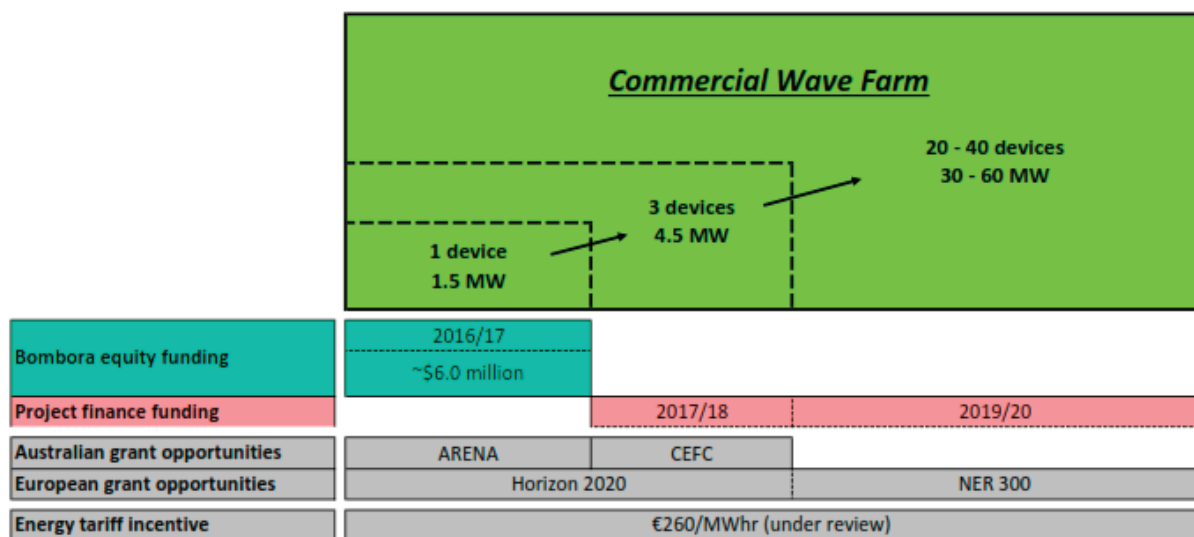 Commercial Wave Farm
20 - 40 devices
30 - 60 MW
3 devices
4.5 MW
1 device
1.5 MW
Bombora equity funding
2016/17
~$6.0 million
Project finance funding 2017/18 2019/20
Australian grant opportunities ARENA CEFC
European grant opportunities Horizon 2020 NER 300
Energy tariff incentive €260/MWhr (under review)